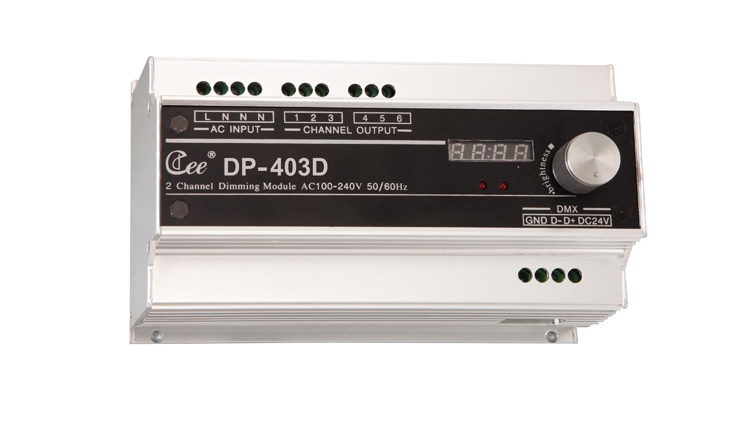 L N N N 1 2 3 4 5 6
AC INPUT CHANNEL OUTPUT
Cee® DP-403D
2 Channel Dimming Module AC100-240V 50/60Hz
brightness
DMX
GND D- D+ DC24V